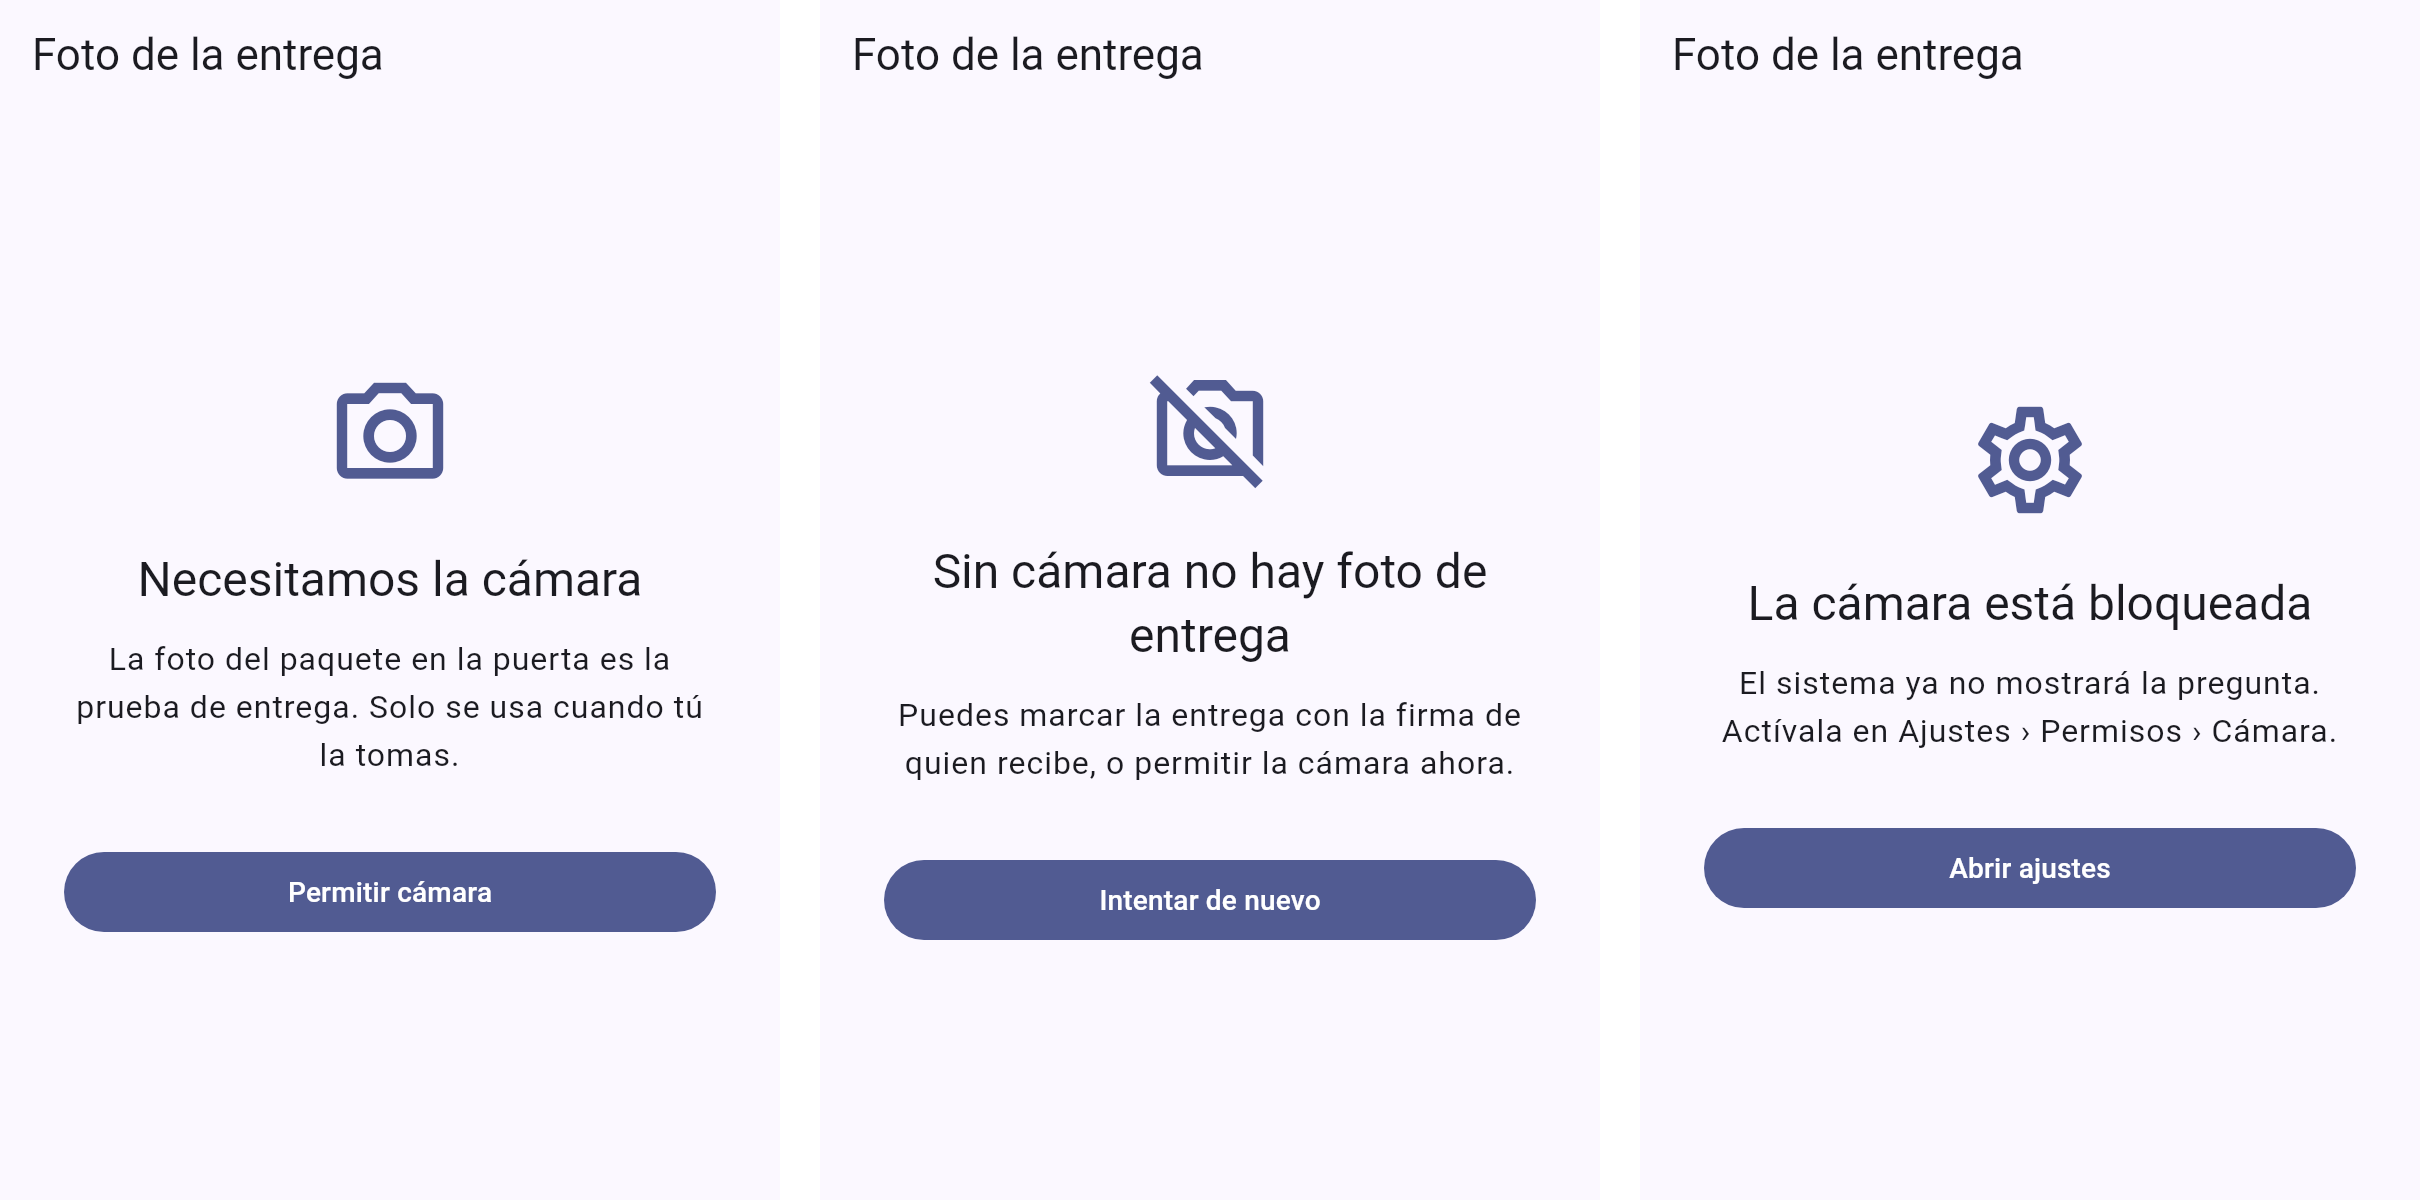 Foto de la entrega
Necesitamos la cámara
La foto del paquete en la puerta es la
prueba de entrega. Solo se usa cuando tú
la tomas.
Permitir cámara
Foto de la entrega
Sin cámara no hay foto de
entrega
Puedes marcar la entrega con la firma de
quien recibe, o permitir la cámara ahora.
Intentar de nuevo
Foto de la entrega
La cámara está bloqueada
El sistema ya no mostrará la pregunta.
Actívala en Ajustes › Permisos › Cámara.
Abrir ajustes